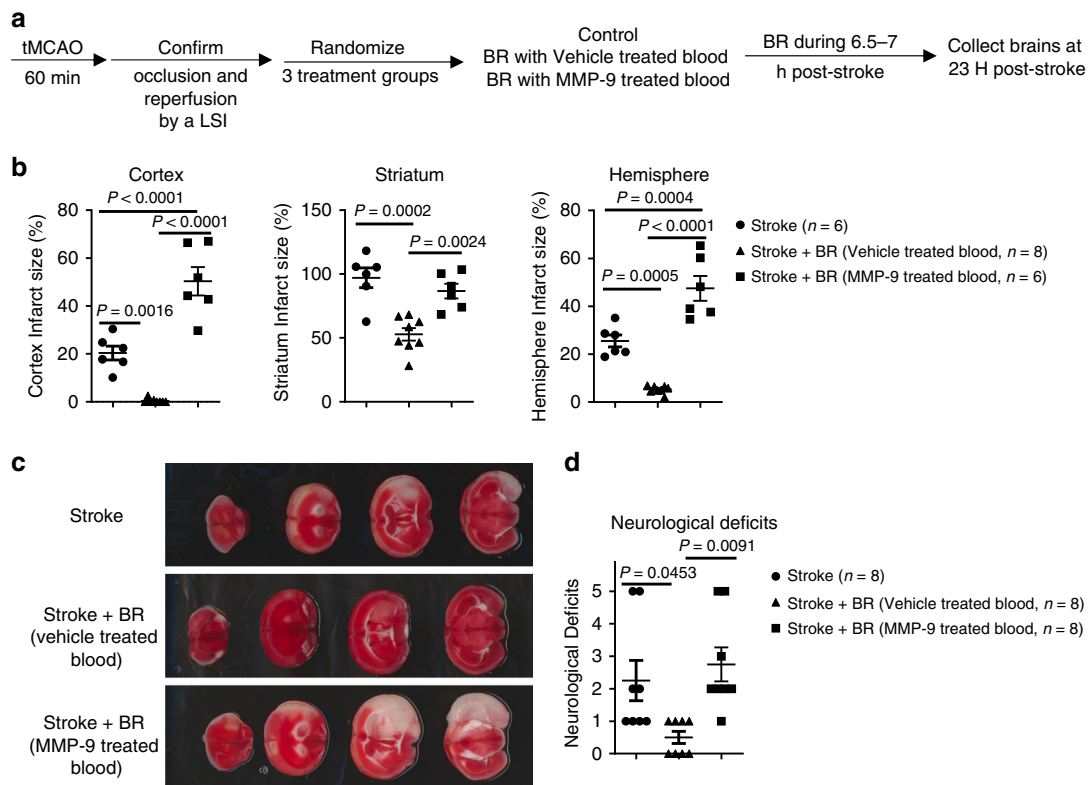 a
tMCAO
60 min
Confirm
occlusion and
reperfusion
by a LSI
Randomize
3 treatment groups
Control
BR with Vehicle treated blood
BR with MMP-9 treated blood
BR during 6.5–7
h post-stroke
Collect brains at
23 H post-stroke
b
Cortex
Cortex Infarct size (%)
80
60
40
20
0
P < 0.0001
P < 0.0001
P = 0.0016
Striatum
Striatum Infarct size (%)
150
100
50
0
P = 0.0002
P = 0.0024
Hemisphere
Hemisphere Infarct size (%)
80
60
40
20
0
P = 0.0004
P < 0.0001
P = 0.0005
Stroke (n = 6)
Stroke + BR (Vehicle treated blood, n = 8)
Stroke + BR (MMP-9 treated blood, n = 6)
c
Stroke
Stroke + BR
(vehicle treated
blood)
Stroke + BR
(MMP-9 treated
blood)
d
Neurological deficits
Neurological Deficits
5
4
3
2
1
0
P = 0.0091
P = 0.0453
Stroke (n = 8)
Stroke + BR (Vehicle treated blood, n = 8)
Stroke + BR (MMP-9 treated blood, n = 8)